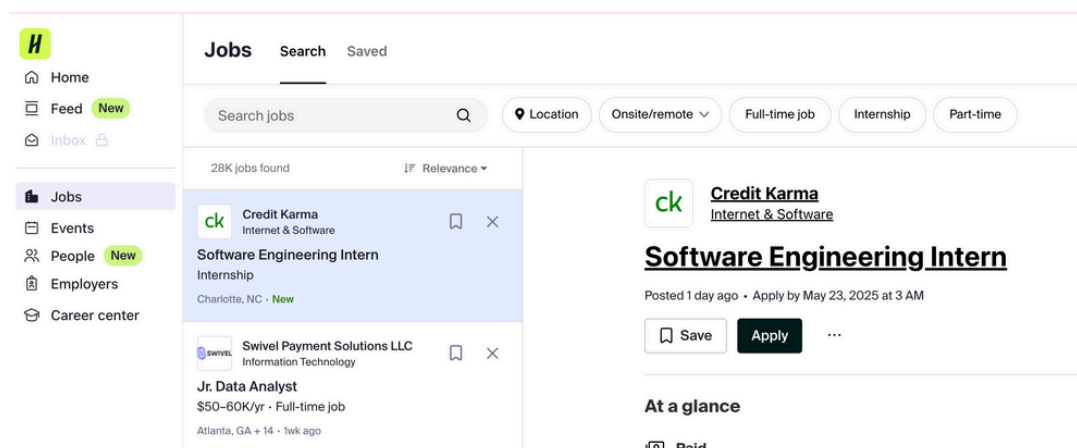 H
Home
Feed New
Inbox
Jobs
Events
People New
Employers
Career center
Jobs Search Saved
Search jobs
Location Onsite/remote Full-time job Internship Part-time
28K jobs found Relevance
ck
Credit Karma
Internet & Software
Software Engineering Intern
Internship
Charlotte, NC · New
SWIVEL
Swivel Payment Solutions LLC
Information Technology
Jr. Data Analyst
$50–60K/yr · Full-time job
Atlanta, GA + 14 · 1wk ago
ck
Credit Karma
Internet & Software
Software Engineering Intern
Posted 1 day ago • Apply by May 23, 2025 at 3 AM
Save Apply ...
At a glance
Paid